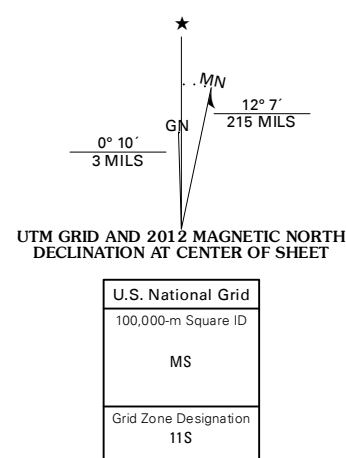 ★
MN
GN
12° 7´
215 MILS
0° 10´
3 MILS
UTM GRID AND 2012 MAGNETIC NORTH
DECLINATION AT CENTER OF SHEET
U.S. National Grid
100,000-m Square ID
MS
Grid Zone Designation
11S